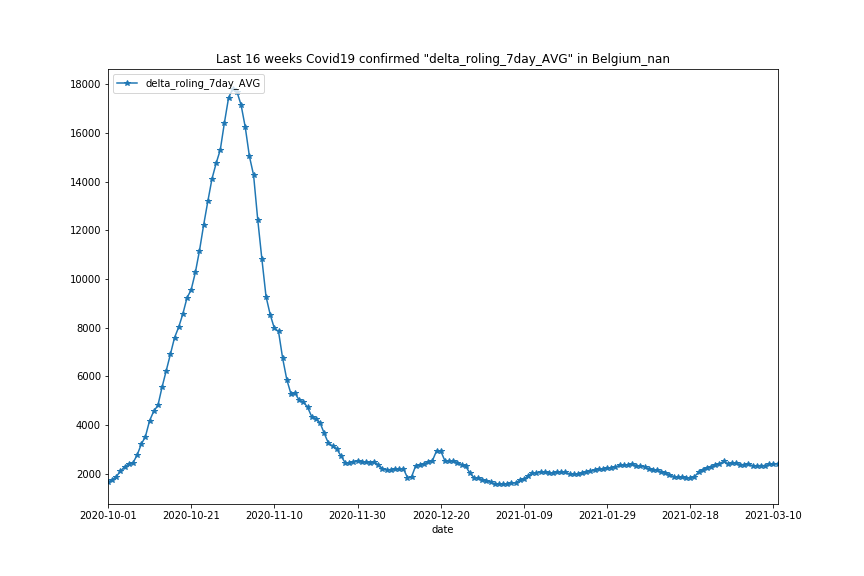 Last 16 weeks Covid19 confirmed "delta_roling_7day_AVG" in Belgium_nan
delta_roling_7day_AVG
18000
16000
14000
12000
10000
8000
6000
4000
2000
2020-10-01 2020-10-21 2020-11-10 2020-11-30 2020-12-20 2021-01-09 2021-01-29 2021-02-18 2021-03-10
date